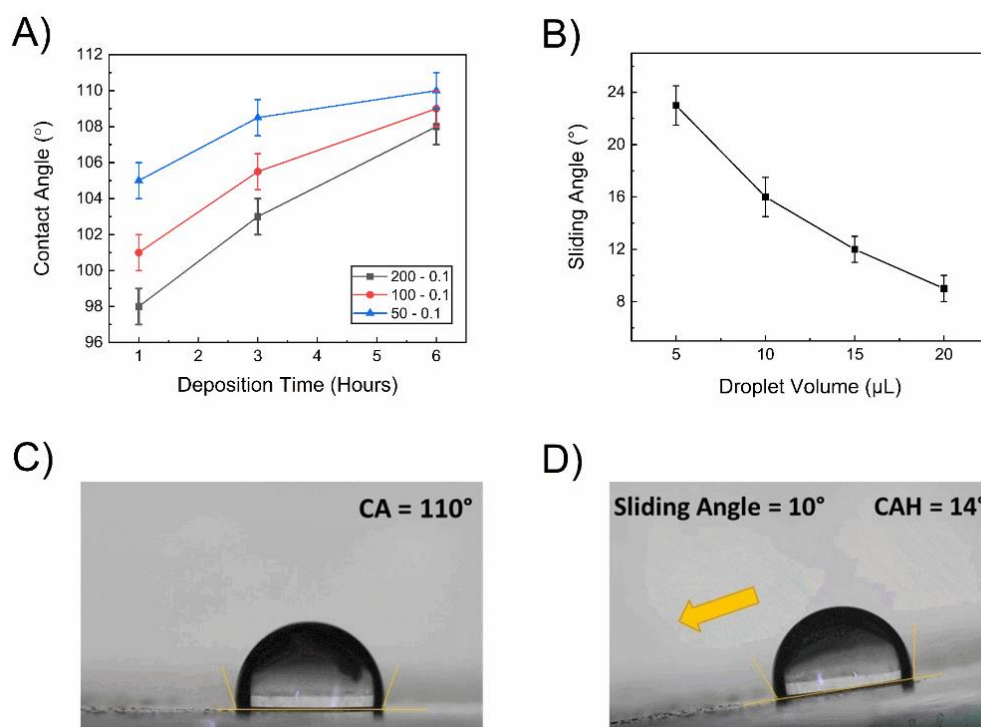 A)
112
110
108
106
104
102
100
98
96
Contact Angle (°)
1 2 3 4 5 6
Deposition Time (Hours)
200 - 0.1
100 - 0.1
50 - 0.1
B)
24
20
16
12
8
Sliding Angle (°)
5 10 15 20
Droplet Volume (µL)
C)
CA = 110°
D)
Sliding Angle = 10° CAH = 14°